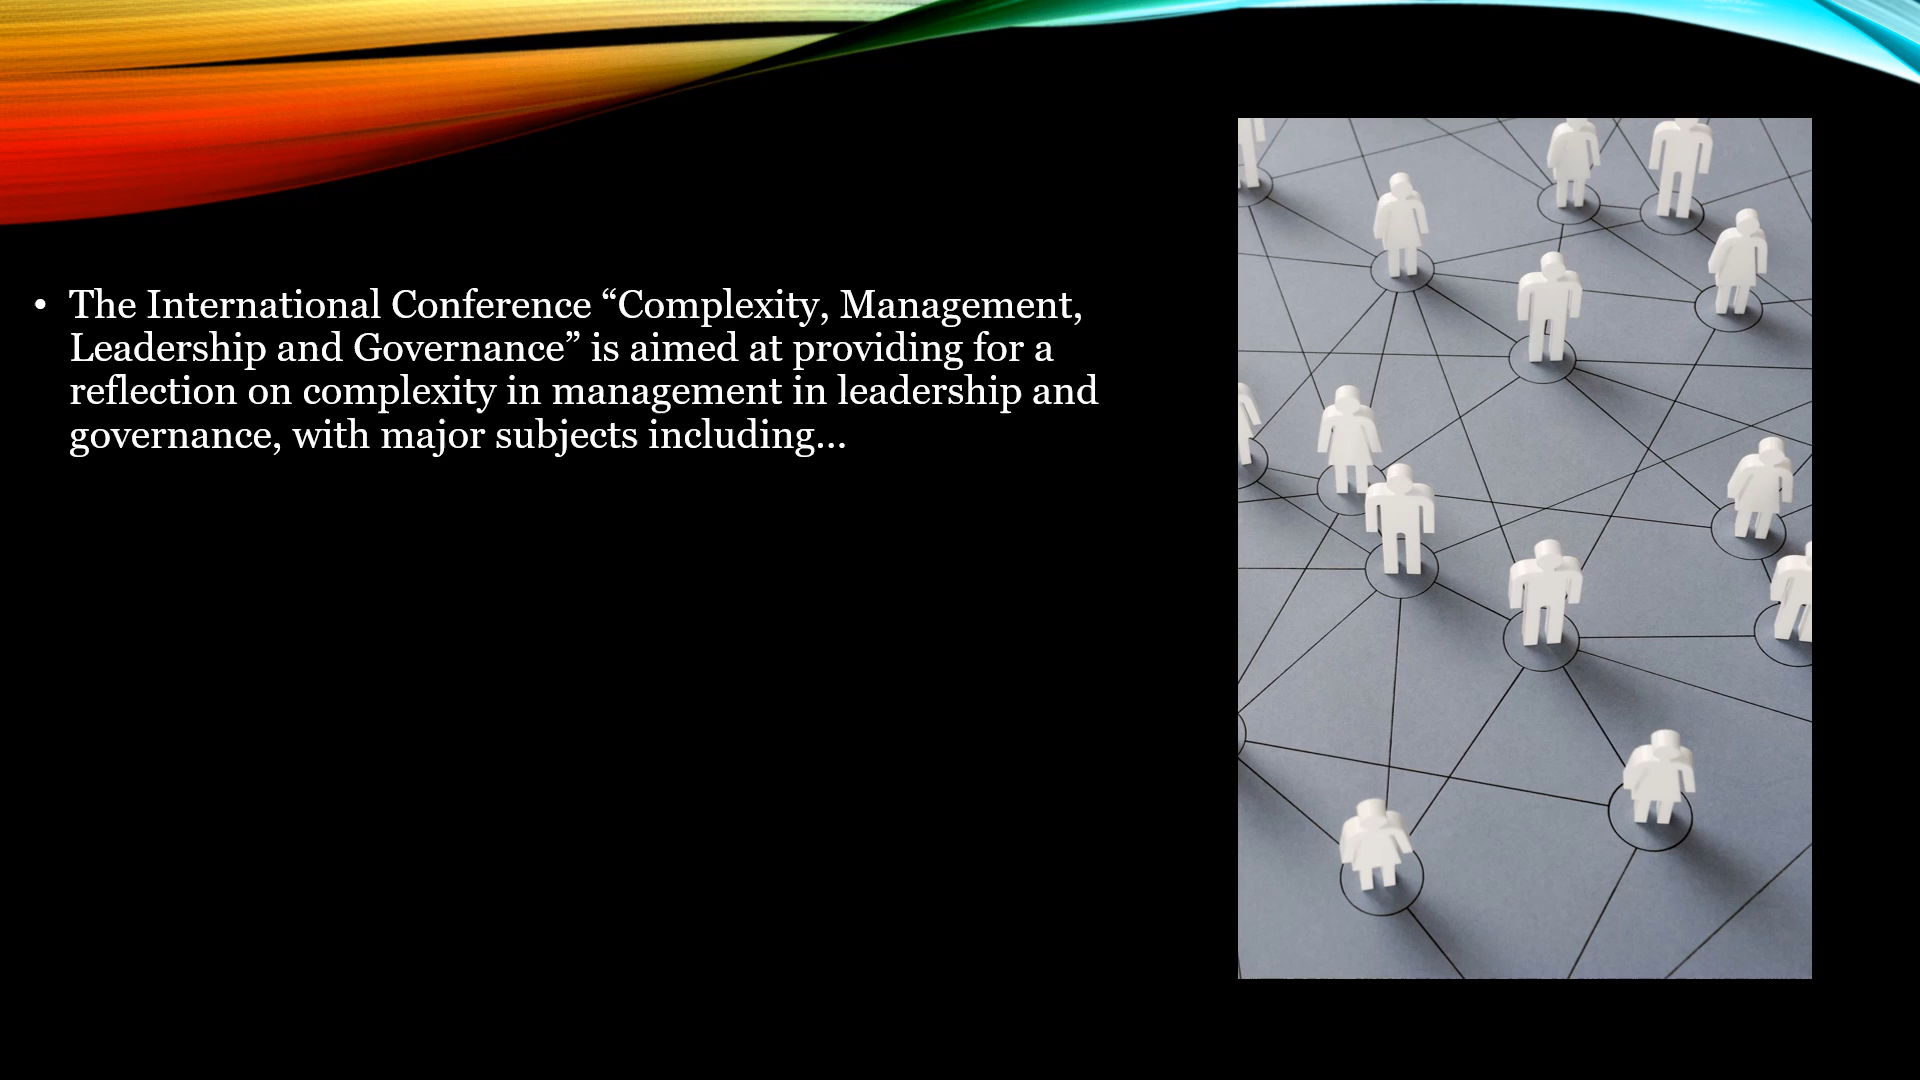 • The International Conference “Complexity, Management,
Leadership and Governance” is aimed at providing for a
reflection on complexity in management in leadership and
governance, with major subjects including…